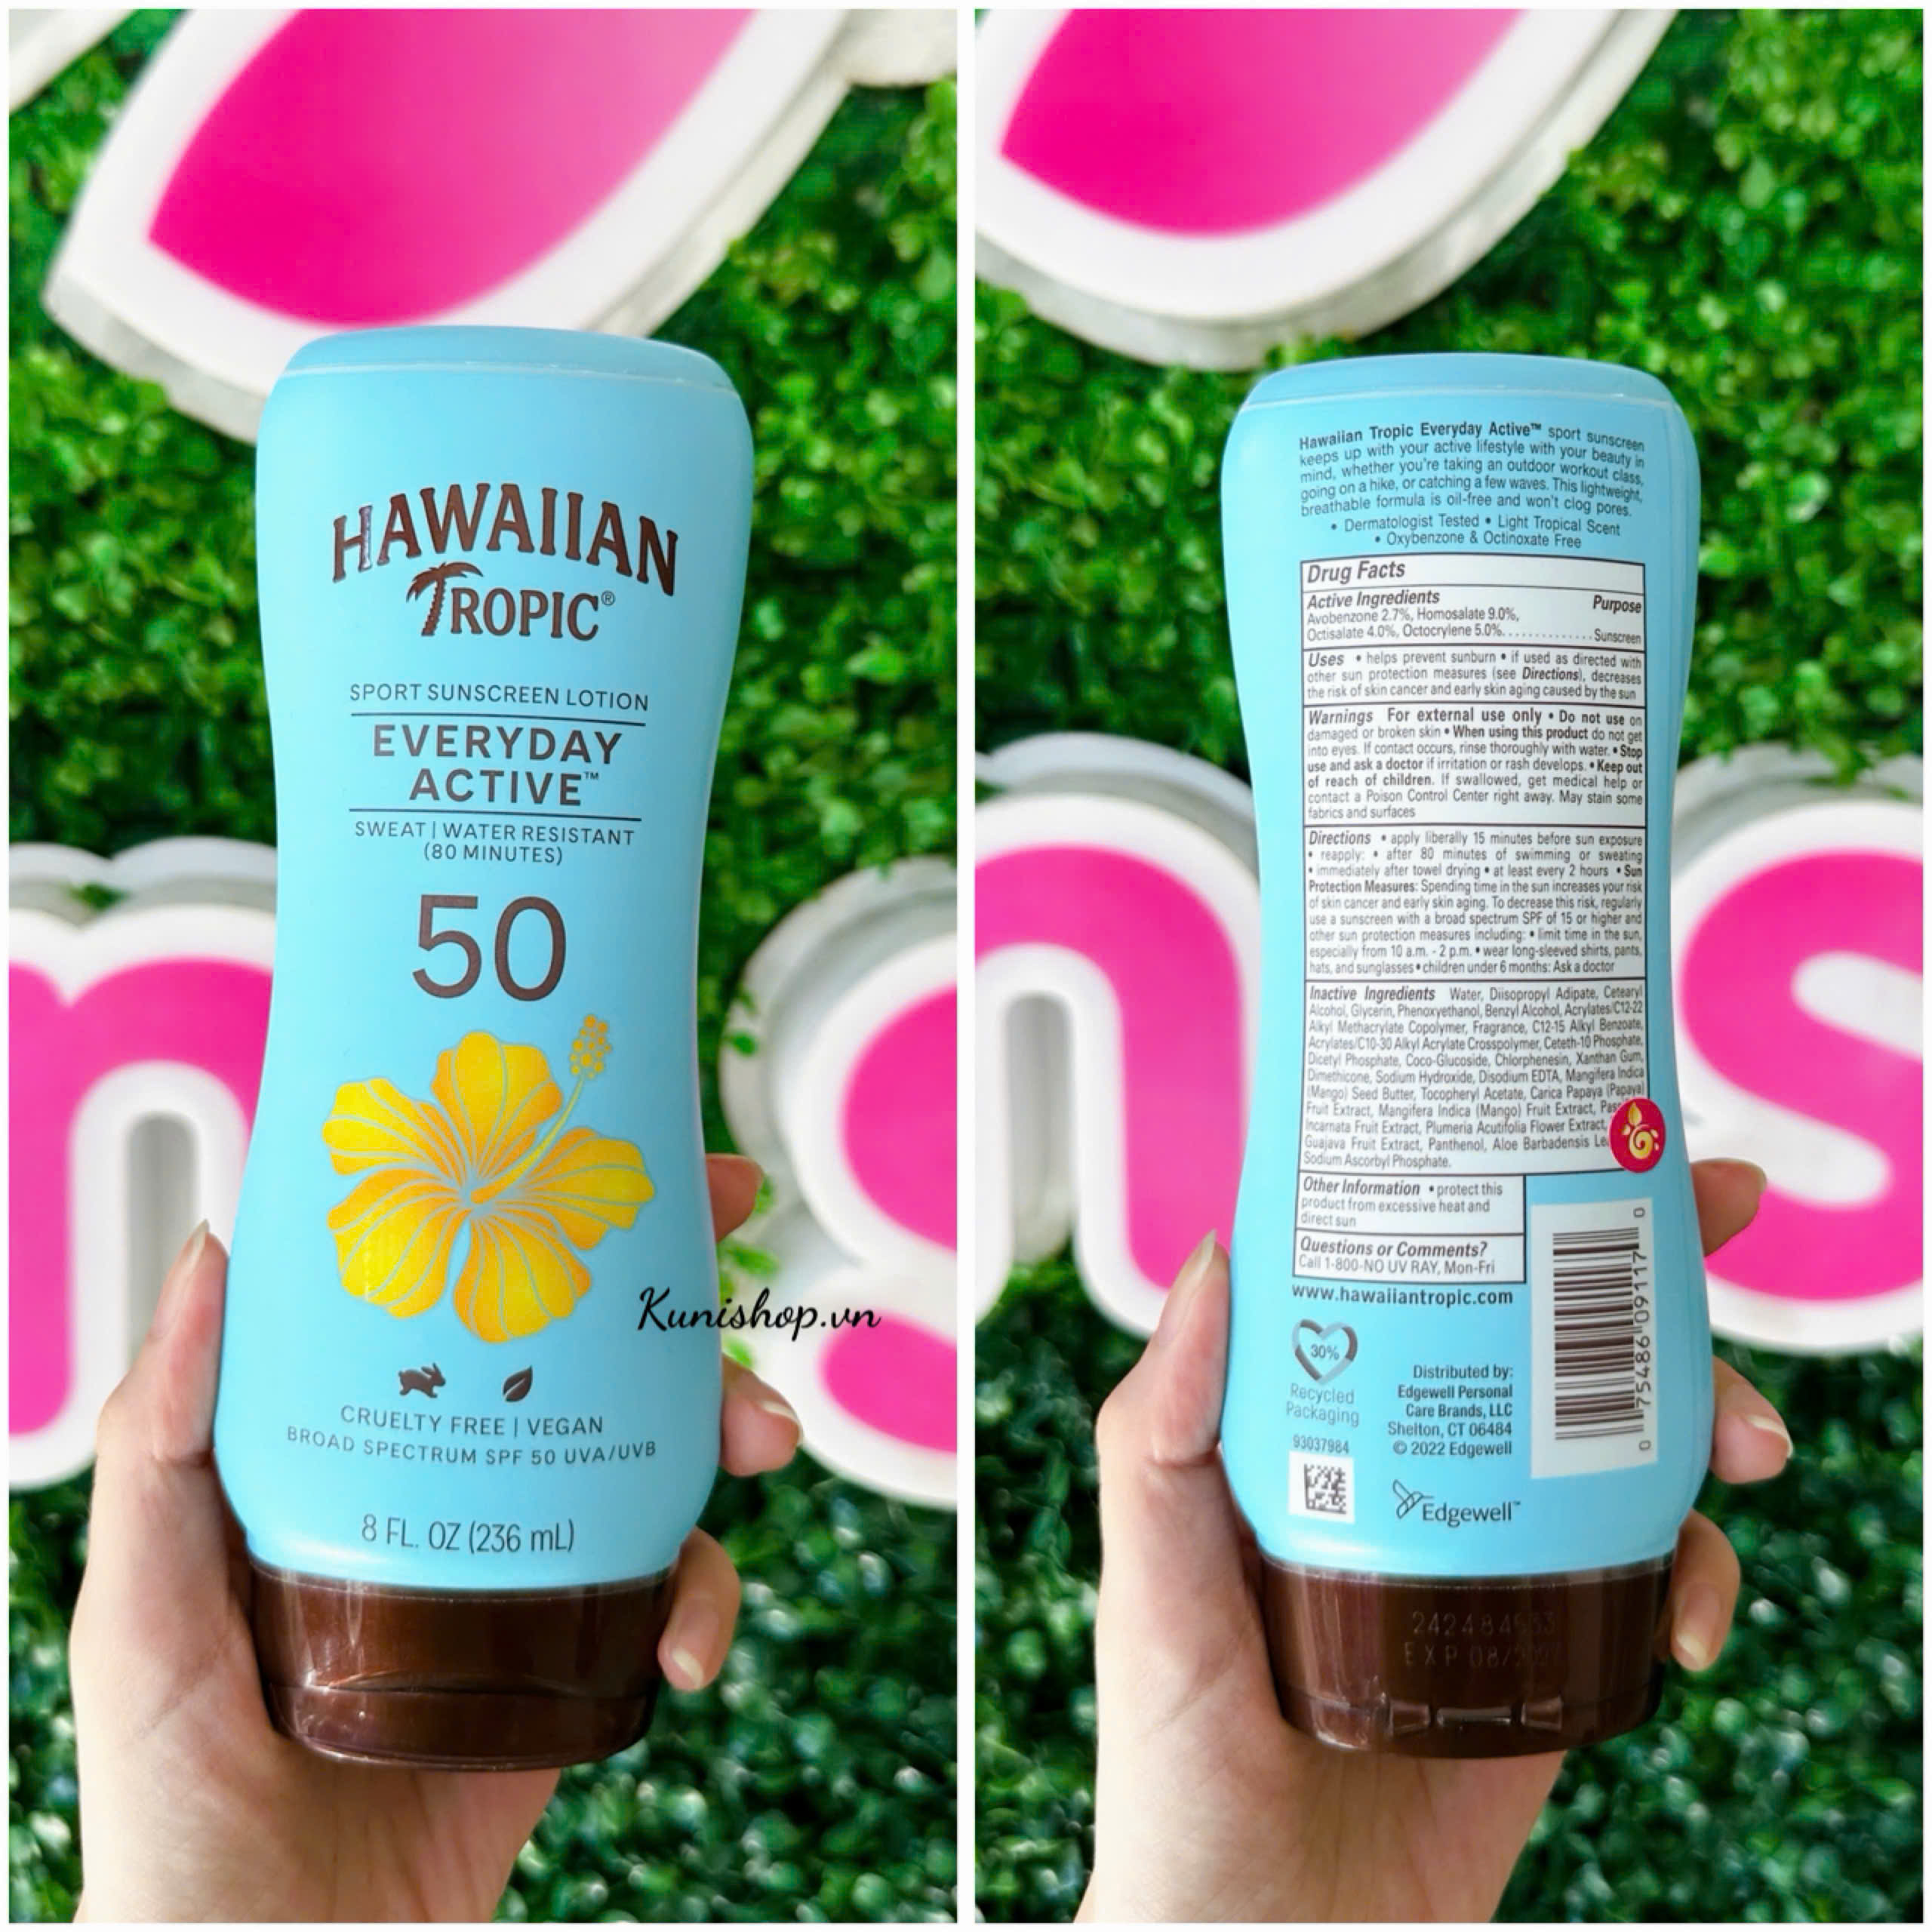 HAWAIIAN
TROPIC®
SPORT SUNSCREEN LOTION
EVERYDAY
ACTIVE™
SWEAT | WATER RESISTANT
(80 MINUTES)
50
CRUELTY FREE | VEGAN
BROAD SPECTRUM SPF 50 UVA/UVB
8 FL. OZ (236 mL)
Kunishop.vn
Hawaiian Tropic Everyday Active™ sport sunscreen
keeps up with your active lifestyle with your beauty in
mind, whether you're taking an outdoor workout class,
going on a hike, or catching a few waves. This lightweight,
breathable formula is oil-free and won't clog pores.
• Dermatologist Tested • Light Tropical Scent
• Oxybenzone & Octinoxate Free
Drug Facts
Active Ingredients Purpose
Avobenzone 2.7%, Homosalate 9.0%,
Octisalate 4.0%, Octocrylene 5.0%.............Sunscreen
Uses • helps prevent sunburn • if used as directed with
other sun protection measures (see Directions), decreases
the risk of skin cancer and early skin aging caused by the sun
Warnings For external use only • Do not use on
damaged or broken skin • When using this product do not get
into eyes. If contact occurs, rinse thoroughly with water. • Stop
use and ask a doctor if irritation or rash develops. • Keep out
of reach of children. If swallowed, get medical help or
contact a Poison Control Center right away. May stain some
fabrics and surfaces
Directions • apply liberally 15 minutes before sun exposure
• reapply: • after 80 minutes of swimming or sweating
• immediately after towel drying • at least every 2 hours • Sun
Protection Measures: Spending time in the sun increases your risk
of skin cancer and early skin aging. To decrease this risk, regularly
use a sunscreen with a broad spectrum SPF of 15 or higher and
other sun protection measures including: • limit time in the sun,
especially from 10 a.m. - 2 p.m. • wear long-sleeved shirts, pants,
hats, and sunglasses • children under 6 months: Ask a doctor
Inactive Ingredients Water, Diisopropyl Adipate, Cetearyl
Alcohol, Glycerin, Phenoxyethanol, Benzyl Alcohol, Acrylates/C12-22
Alkyl Methacrylate Copolymer, Fragrance, C12-15 Alkyl Benzoate,
Acrylates/C10-30 Alkyl Acrylate Crosspolymer, Ceteth-10 Phosphate,
Dicetyl Phosphate, Coco-Glucoside, Chlorphenesin, Xanthan Gum,
Dimethicone, Sodium Hydroxide, Disodium EDTA, Mangifera Indica
(Mango) Seed Butter, Tocopheryl Acetate, Carica Papaya (Papaya)
Fruit Extract, Mangifera Indica (Mango) Fruit Extract,
Incarnata Fruit Extract, Plumeria Acutifolia Flower Extract,
Guajava Fruit Extract, Panthenol, Aloe Barbadensis
Sodium Ascorbyl Phosphate.
Other Information • protect this
product from excessive heat and
direct sun
Questions or Comments?
Call 1-800-NO UV RAY, Mon-Fri
www.hawaiiantropic.com
30%
Recycled
Packaging
93037984
Distributed by:
Edgewell Personal
Care Brands, LLC
Shelton, CT 06484
© 2022 Edgewell
Edgewell™
0 75486 09117 0
EXP